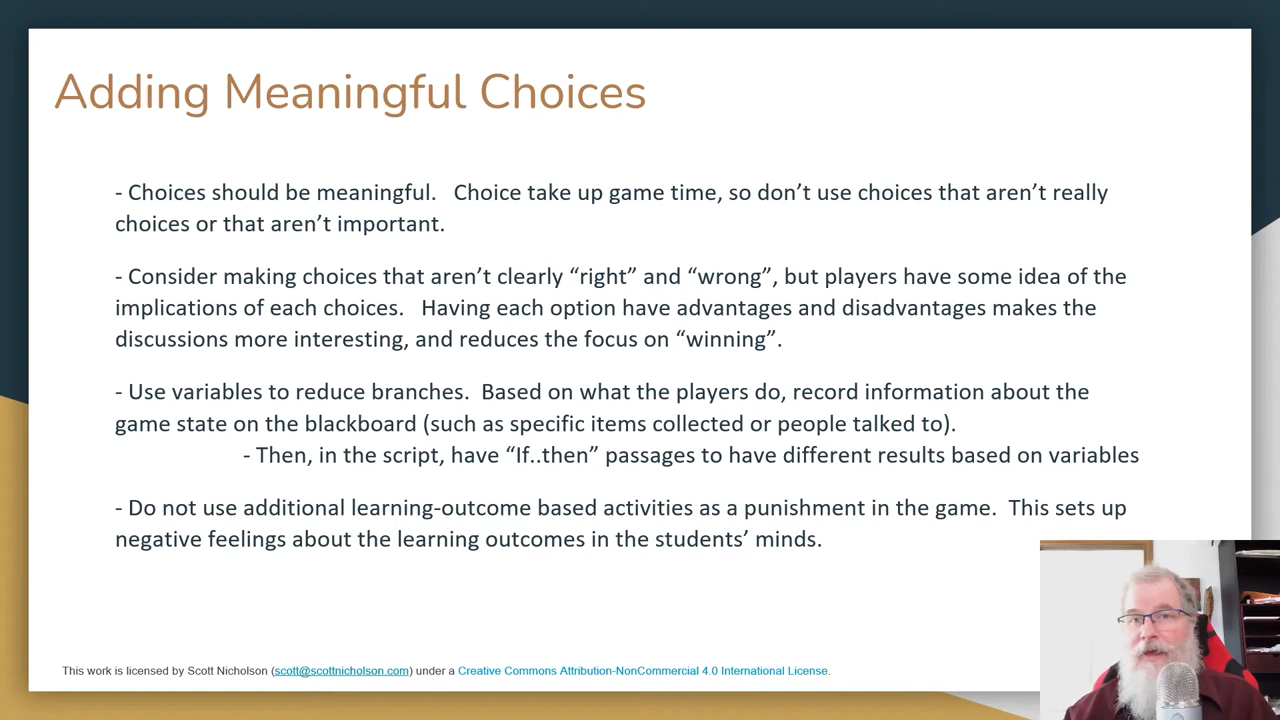 Adding Meaningful Choices
- Choices should be meaningful.   Choice take up game time, so don’t use choices that aren’t really
choices or that aren’t important.
- Consider making choices that aren’t clearly “right” and “wrong”, but players have some idea of the
implications of each choices.   Having each option have advantages and disadvantages makes the
discussions more interesting, and reduces the focus on “winning”.
- Use variables to reduce branches.  Based on what the players do, record information about the
game state on the blackboard (such as specific items collected or people talked to).
- Then, in the script, have “If..then” passages to have different results based on variables
- Do not use additional learning-outcome based activities as a punishment in the game.  This sets up
negative feelings about the learning outcomes in the students’ minds.
This work is licensed by Scott Nicholson (scott@scottnicholson.com) under a Creative Commons Attribution-NonCommercial 4.0 International License.